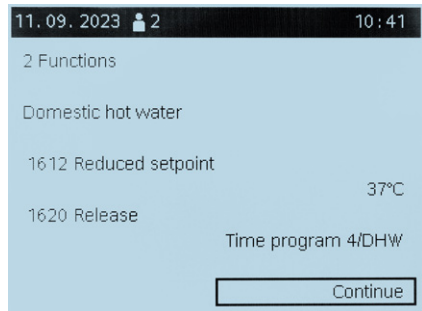 11.09.2023 2 10:41
2 Functions
Domestic hot water
1612 Reduced setpoint
37°C
1620 Release
Time program 4/DHW
Continue